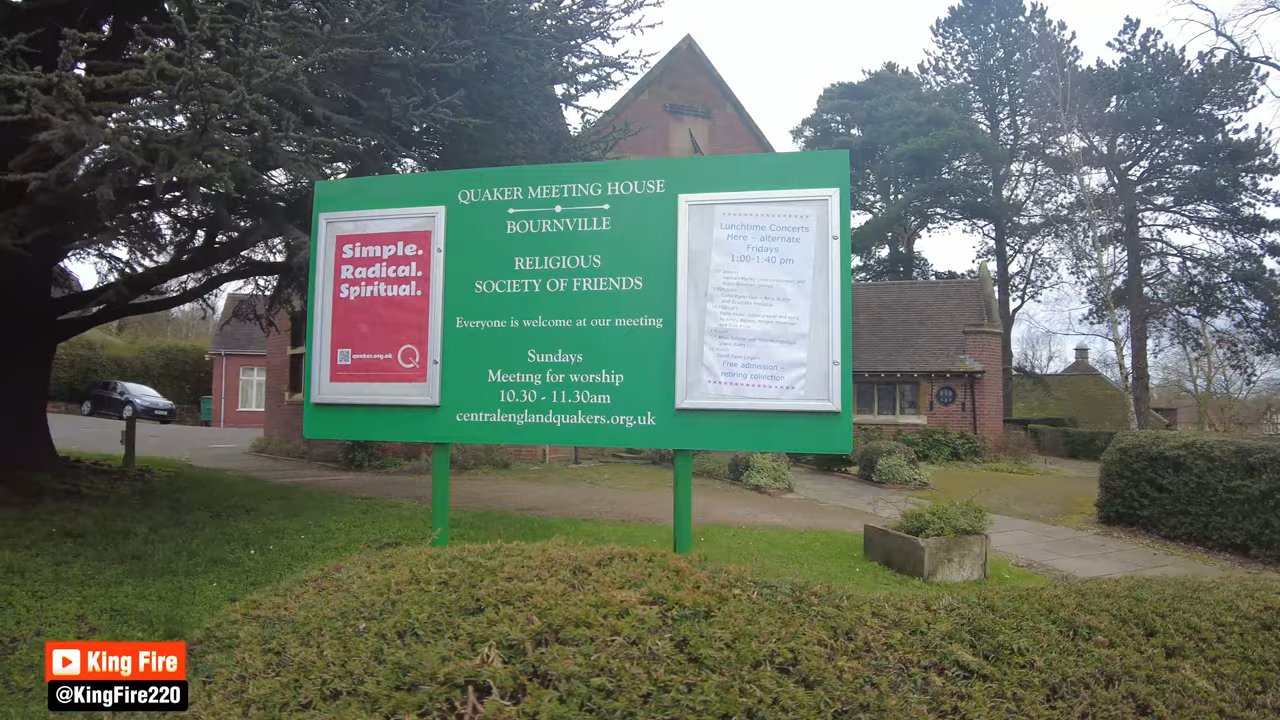 QUAKER MEETING HOUSE
BOURNVILLE
RELIGIOUS
SOCIETY OF FRIENDS
Everyone is welcome at our meeting
Sundays
Meeting for worship
10.30 - 11.30am
centralenglandquakers.org.uk
Simple.
Radical.
Spiritual.
quaker.org.uk
Q
Lunchtime Concerts
Here – alternate
Fridays
1:00-1:40 pm
Free admission –
retiring collection
King Fire
@KingFire220